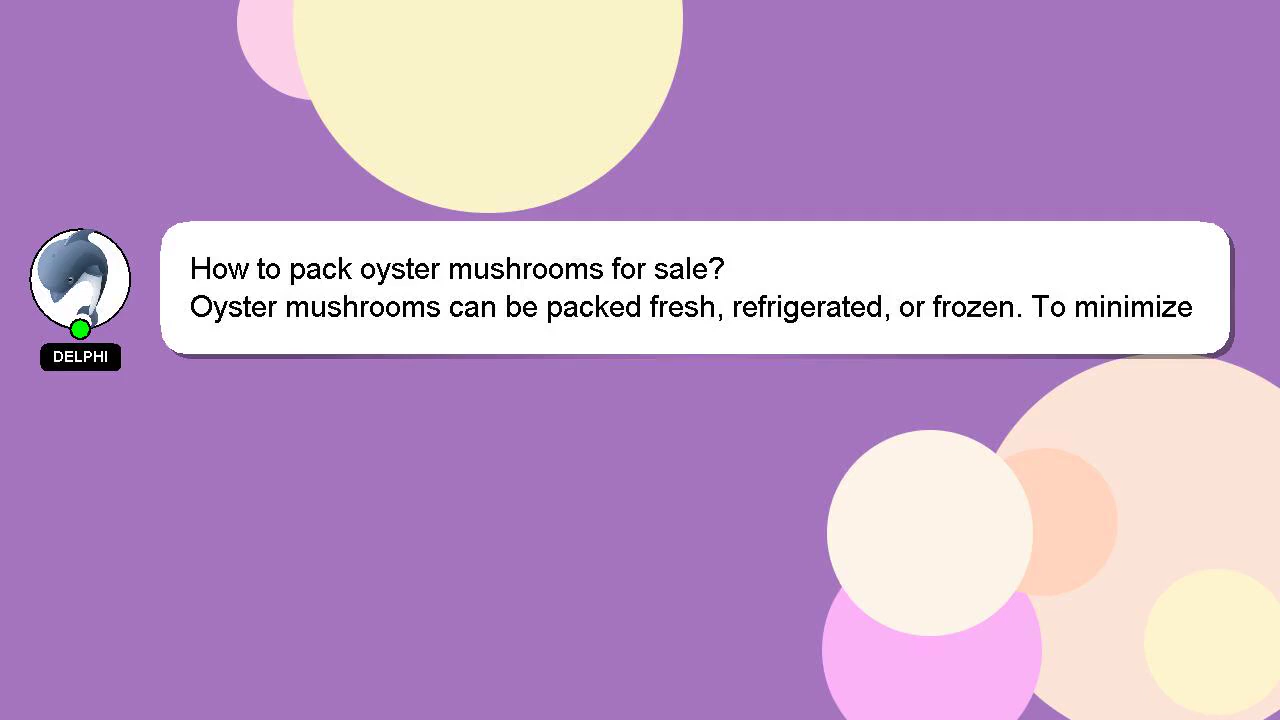 How to pack oyster mushrooms for sale?
Oyster mushrooms can be packed fresh, refrigerated, or frozen. To minimize
DELPHI